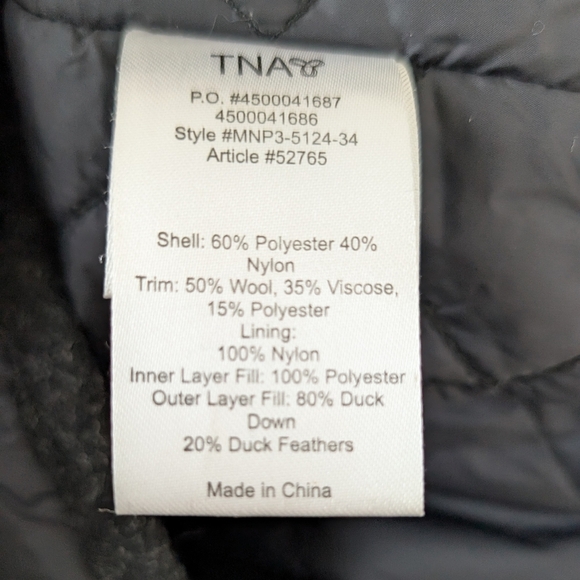 TNA
P.O. #4500041687
4500041686
Style #MNP3-5124-34
Article #52765
Shell: 60% Polyester 40%
Nylon
Trim: 50% Wool, 35% Viscose,
15% Polyester
Lining:
100% Nylon
Inner Layer Fill: 100% Polyester
Outer Layer Fill: 80% Duck
Down
20% Duck Feathers
Made in China